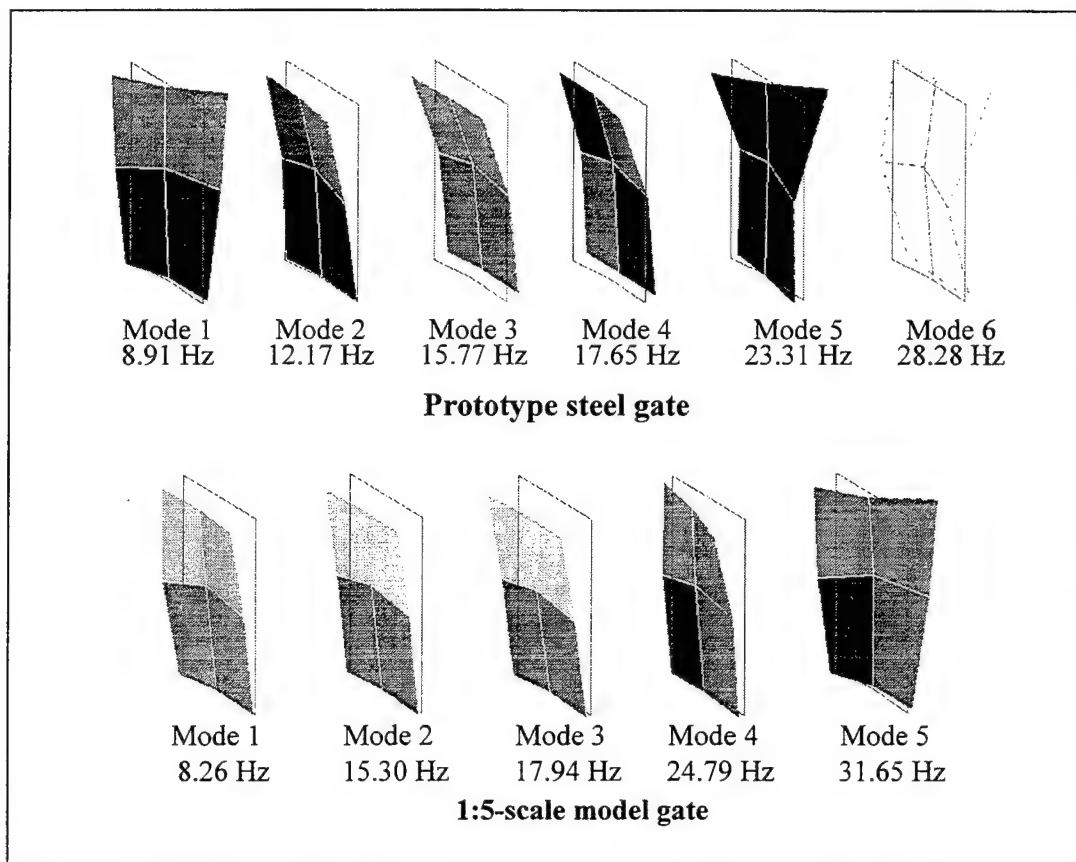 Mode 1 Mode 2 Mode 3 Mode 4 Mode 5 Mode 6
8.91 Hz 12.17 Hz 15.77 Hz 17.65 Hz 23.31 Hz 28.28 Hz
Prototype steel gate
Mode 1 Mode 2 Mode 3 Mode 4 Mode 5
8.26 Hz 15.30 Hz 17.94 Hz 24.79 Hz 31.65 Hz
1:5-scale model gate